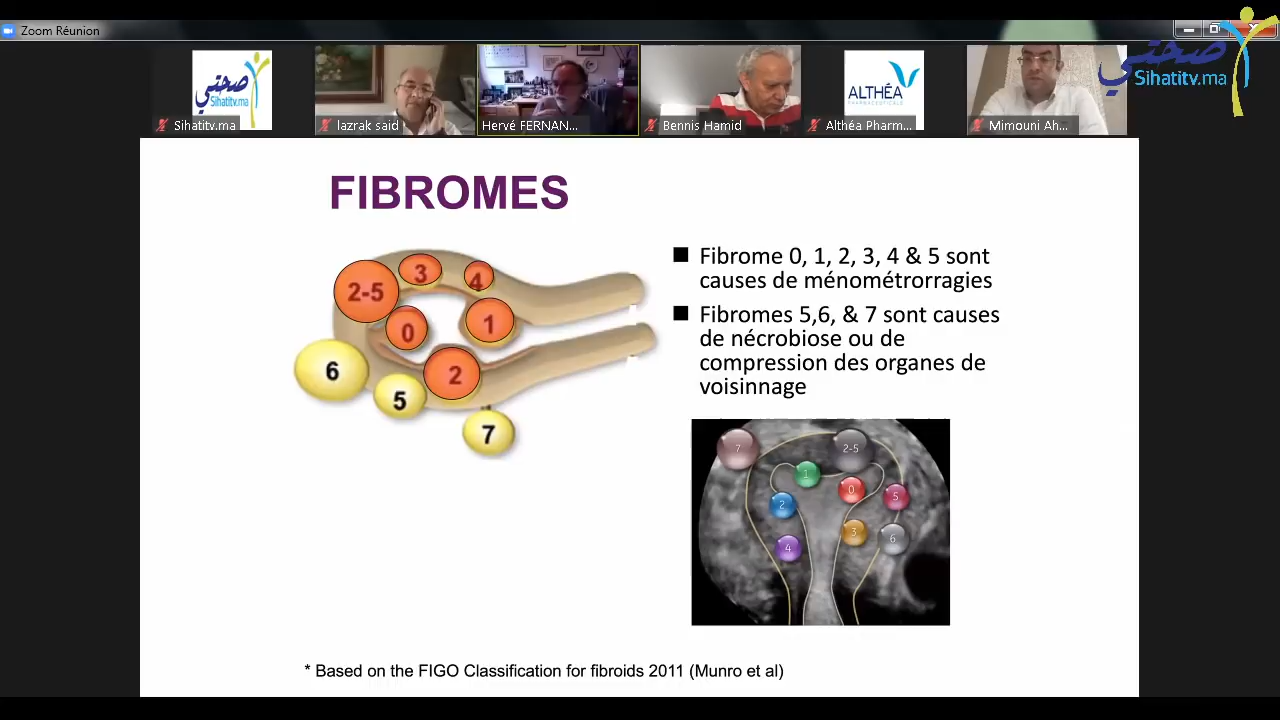 Zoom Réunion
صحتي
Sihatitv.ma
صحتي
Sihatitv.ma
ALTHÉA
PHARMACEUTICALS
Sihatitv.ma
lazrak said
Hervé FERNAN...
Bennis Hamid
Althéa Pharm...
Mimouni Ah...
FIBROMES
Fibrome 0, 1, 2, 3, 4 & 5 sont
causes de ménométrorragies
Fibromes 5,6, & 7 sont causes
de nécrobiose ou de
compression des organes de
voisinnage
3
4
2-5
0
1
6
2
5
7
7
2-5
1
0
2
5
3
6
4
* Based on the FIGO Classification for fibroids 2011 (Munro et al)